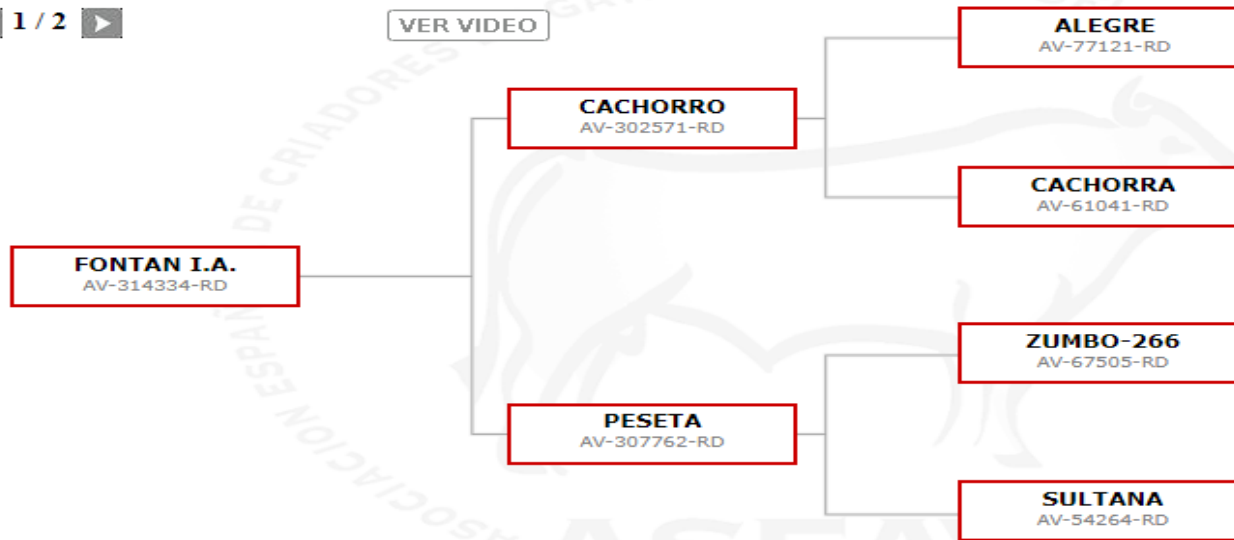 1 / 2
VER VIDEO
ALEGRE
AV-77121-RD
CACHORRO
AV-302571-RD
CACHORRA
AV-61041-RD
FONTAN I.A.
AV-314334-RD
ZUMBO-266
AV-67505-RD
PESETA
AV-307762-RD
SULTANA
AV-54264-RD